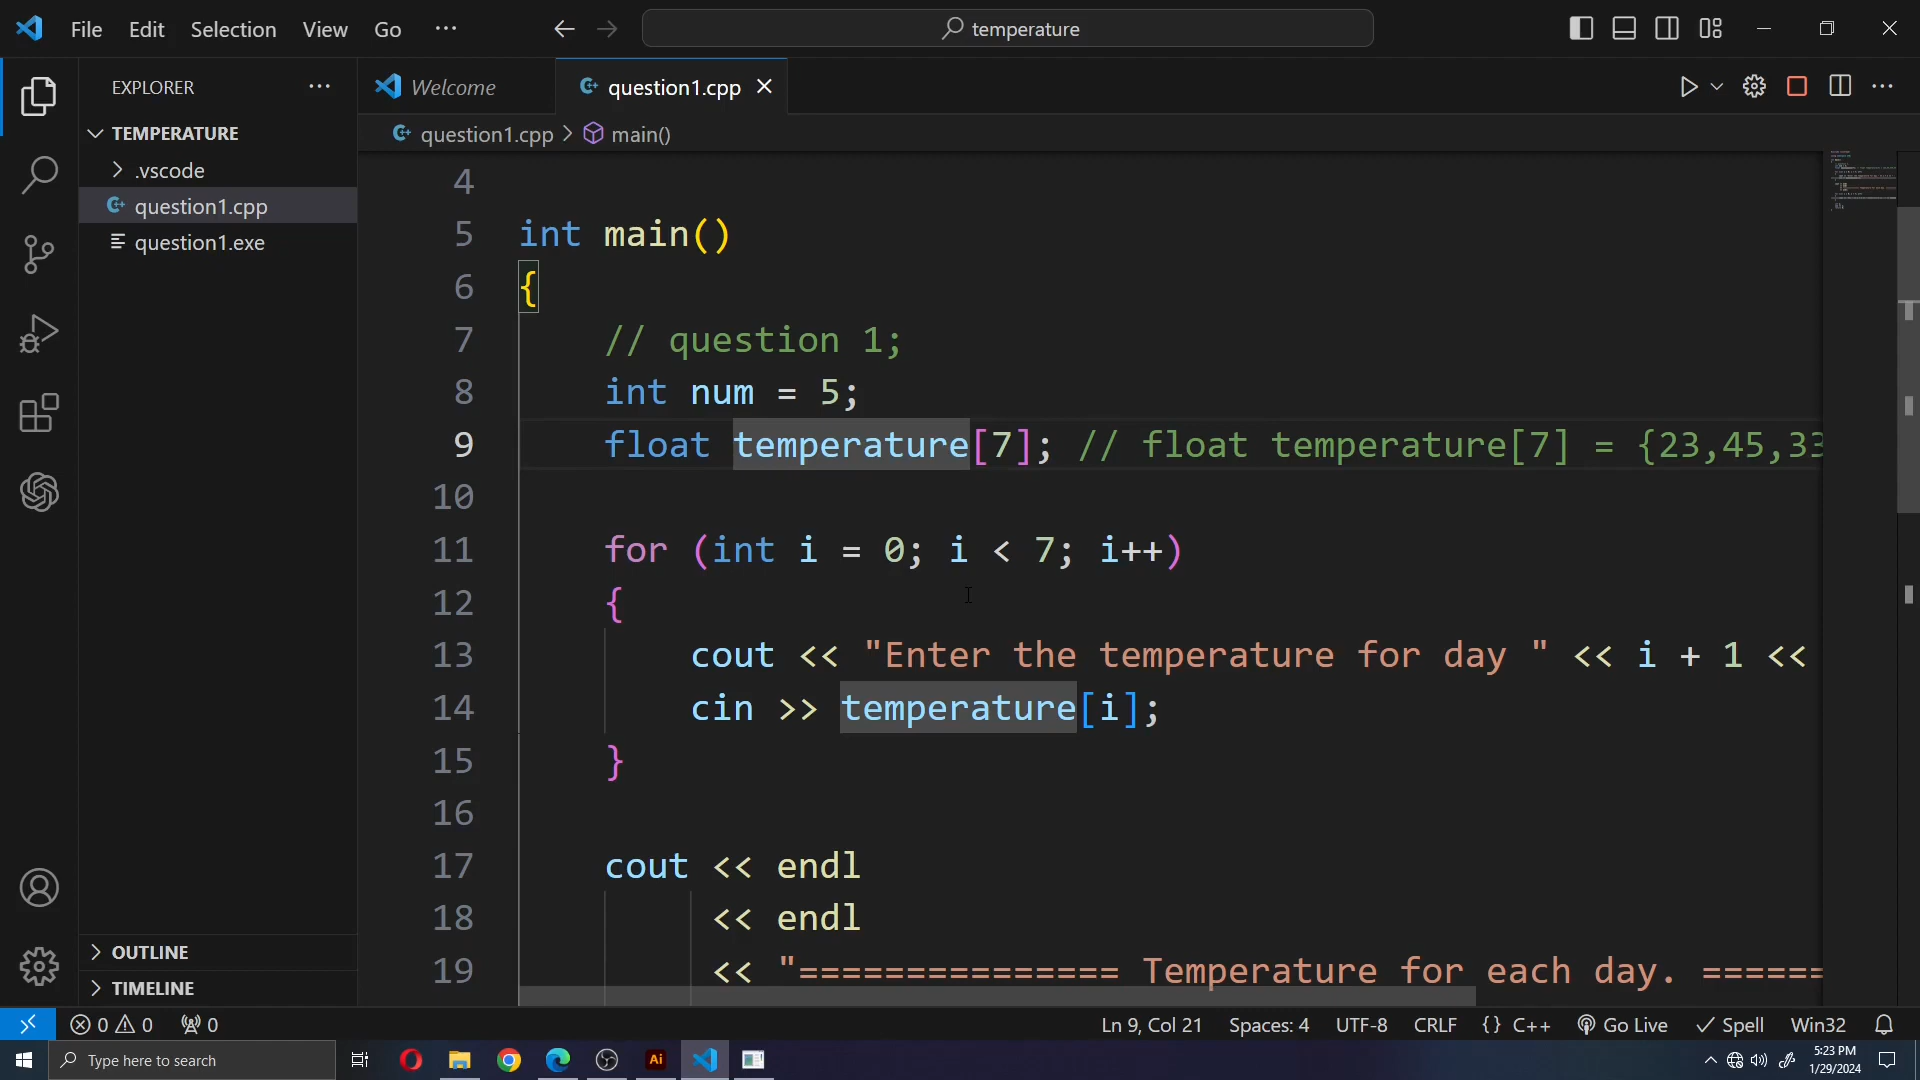 File Edit Selection View Go ··· temperature
EXPLORER ···
TEMPERATURE
.vscode
question1.cpp
question1.exe
OUTLINE
TIMELINE
Welcome question1.cpp
question1.cpp > main()
4
5 int main()
6 {
7 // question 1;
8 int num = 5;
9 float temperature[7]; // float temperature[7] = {23,45,33
10
11 for (int i = 0; i < 7; i++)
12 {
13 cout << "Enter the temperature for day " << i + 1 <<
14 cin >> temperature[i];
15 }
16
17 cout << endl
18 << endl
19 << "=============== Temperature for each day. ======
0 0 0 Ln 9, Col 21 Spaces: 4 UTF-8 CRLF {} C++ Go Live Spell Win32
Type here to search Ai 5:23 PM
1/29/2024